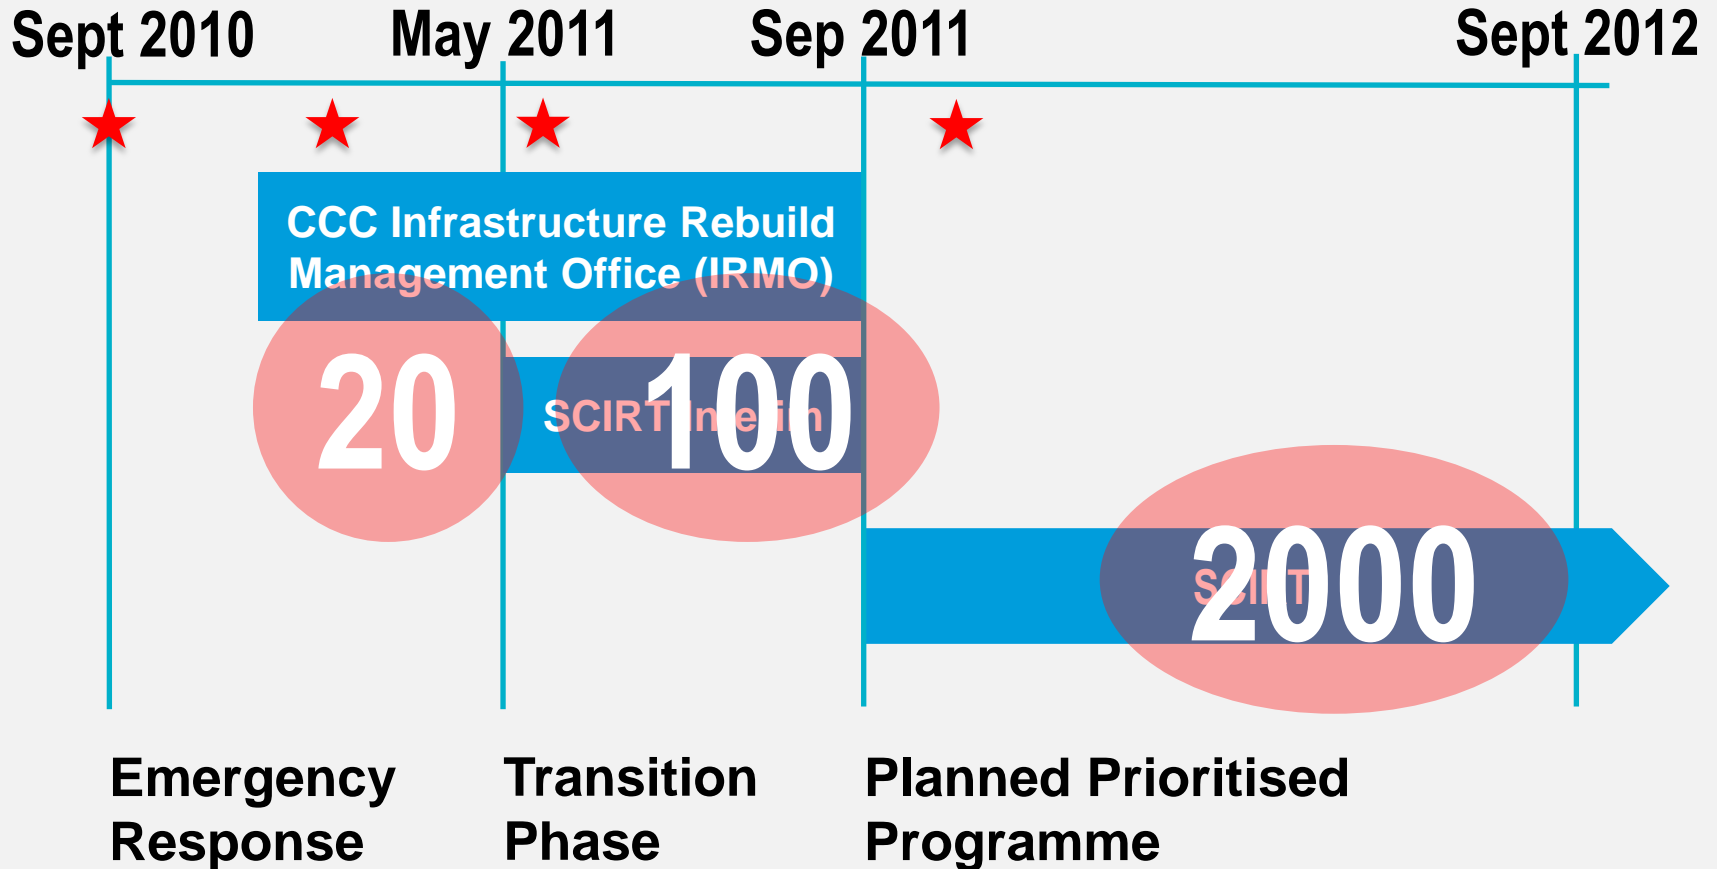 Sept 2010
May 2011
Sep 2011
Sept 2012
CCC Infrastructure Rebuild
Management Office (IRMO)
20
SCIRT Interim
100
SCIRT
2000
Emergency
Response
Transition
Phase
Planned Prioritised
Programme